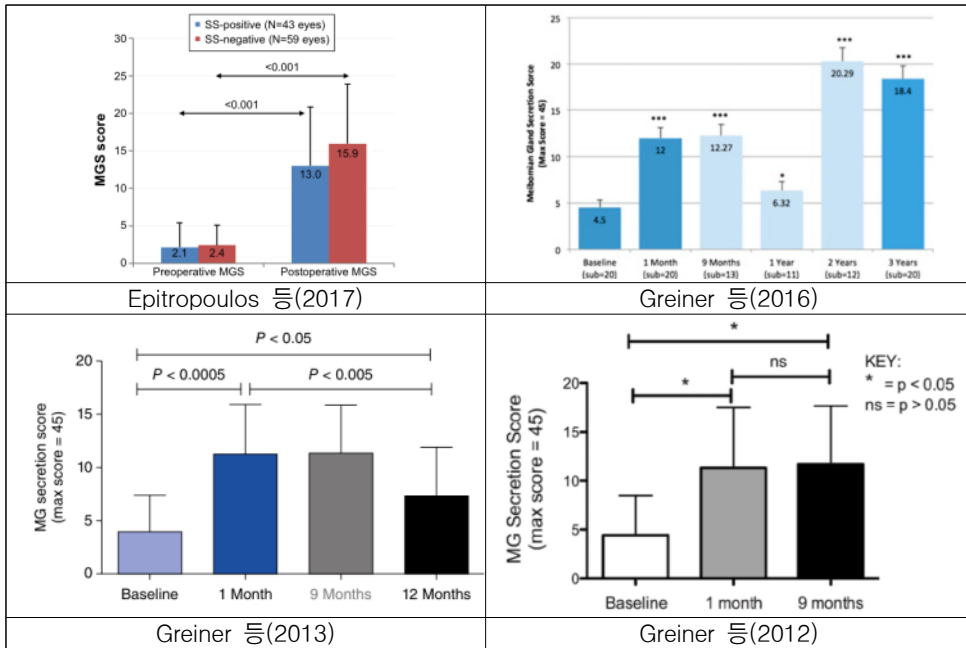 SS-positive (N=43 eyes)
SS-negative (N=59 eyes)
MGS score
30
25
20
15
10
5
0
<0.001
<0.001
2.1
2.4
13.0
15.9
Preoperative MGS
Postoperative MGS
Epitropoulos 등(2017)
Meibomian Gland Secretion Sorce
(Max Score = 45)
25
20
15
10
5
0
4.5
***
12
***
12.27
*
6.32
***
20.29
***
18.4
Baseline
(sub=20)
1 Month
(sub=20)
9 Months
(sub=13)
1 Year
(sub=11)
2 Years
(sub=12)
3 Years
(sub=20)
Greiner 등(2016)
P < 0.05
P < 0.0005
P < 0.005
MG secretion score
(max score = 45)
20
15
10
5
0
Baseline
1 Month
9 Months
12 Months
Greiner 등(2013)
*
ns
*
KEY:
* = p < 0.05
ns = p > 0.05
MG Secretion Score
(max score = 45)
20
15
10
5
0
Baseline
1 month
9 months
Greiner 등(2012)